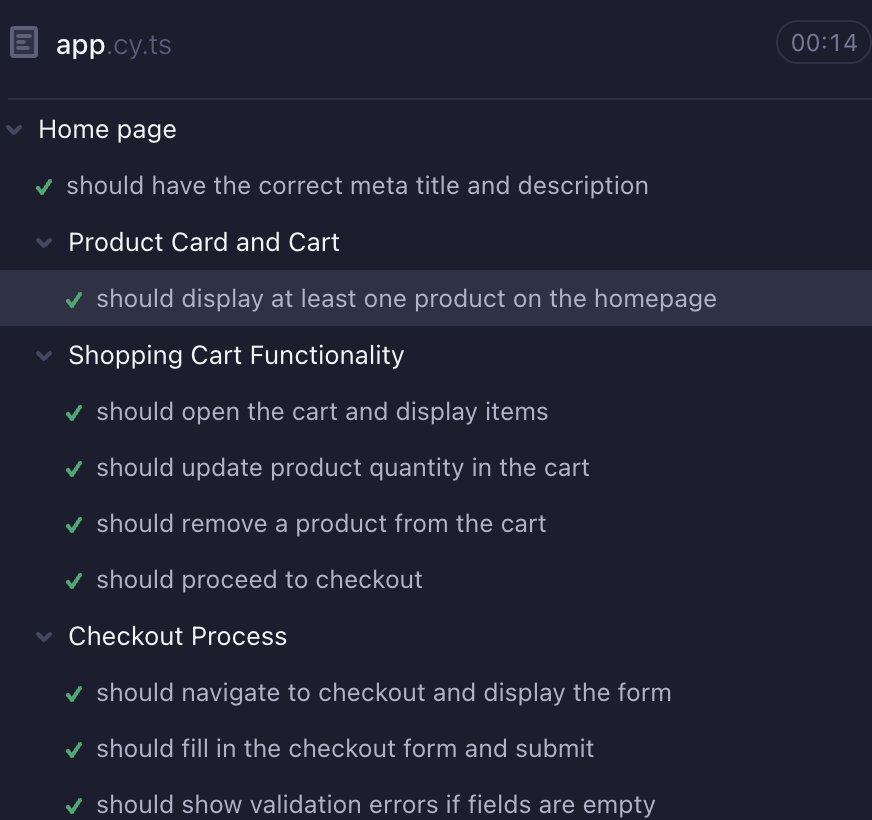 app.cy.ts
00:14
Home page
should have the correct meta title and description
Product Card and Cart
should display at least one product on the homepage
Shopping Cart Functionality
should open the cart and display items
should update product quantity in the cart
should remove a product from the cart
should proceed to checkout
Checkout Process
should navigate to checkout and display the form
should fill in the checkout form and submit
should show validation errors if fields are empty